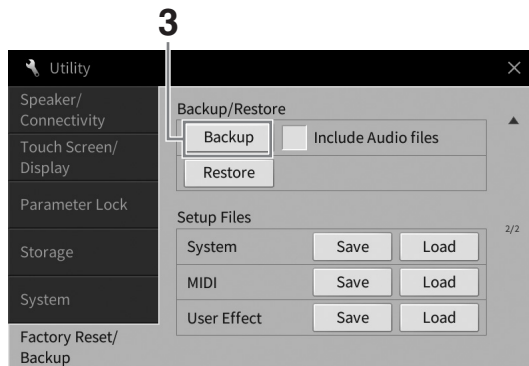 3
Utility
Speaker/
Connectivity
Touch Screen/
Display
Parameter Lock
Storage
System
Factory Reset/
Backup
Backup/Restore
Backup Include Audio files
Restore
Setup Files
System Save Load
MIDI Save Load
User Effect Save Load
2/2